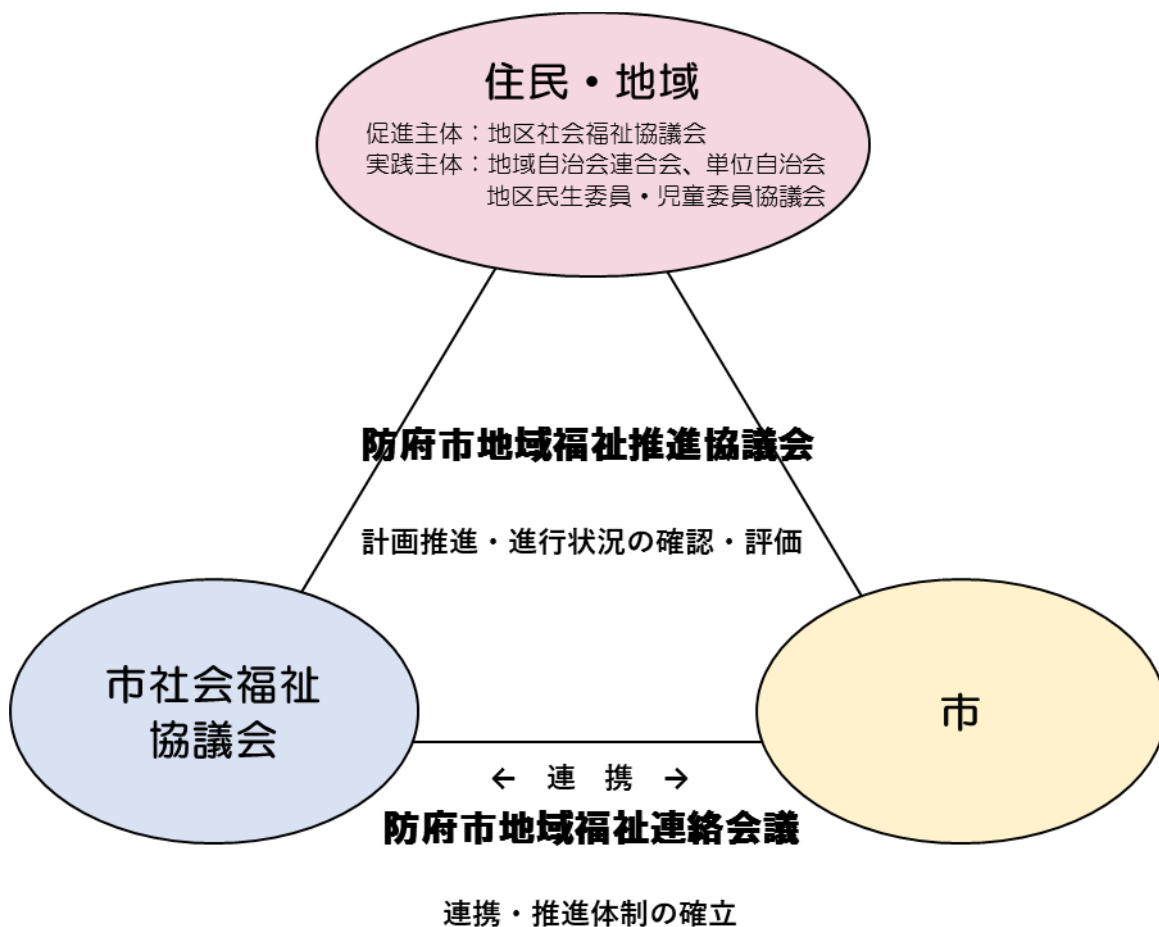 住民・地域
促進主体：地区社会福祉協議会
実践主体：地域自治会連合会、単位自治会
地区民生委員・児童委員協議会
防府市地域福祉推進協議会
計画推進・進行状況の確認・評価
市社会福祉
協議会
市
← 連 携 →
防府市地域福祉連絡会議
連携・推進体制の確立